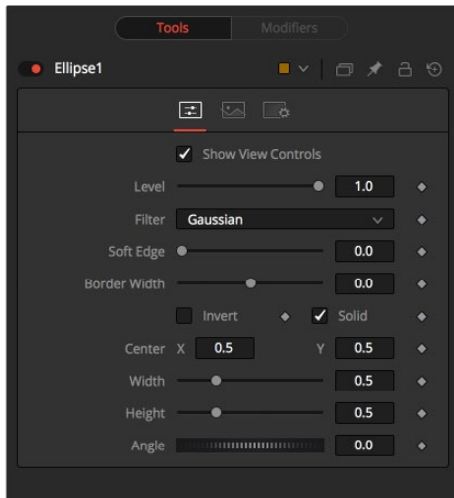 Tools Modifiers
Ellipse1
Show View Controls
Level 1.0
Filter Gaussian
Soft Edge 0.0
Border Width 0.0
Invert Solid
Center X 0.5 Y 0.5
Width 0.5
Height 0.5
Angle 0.0